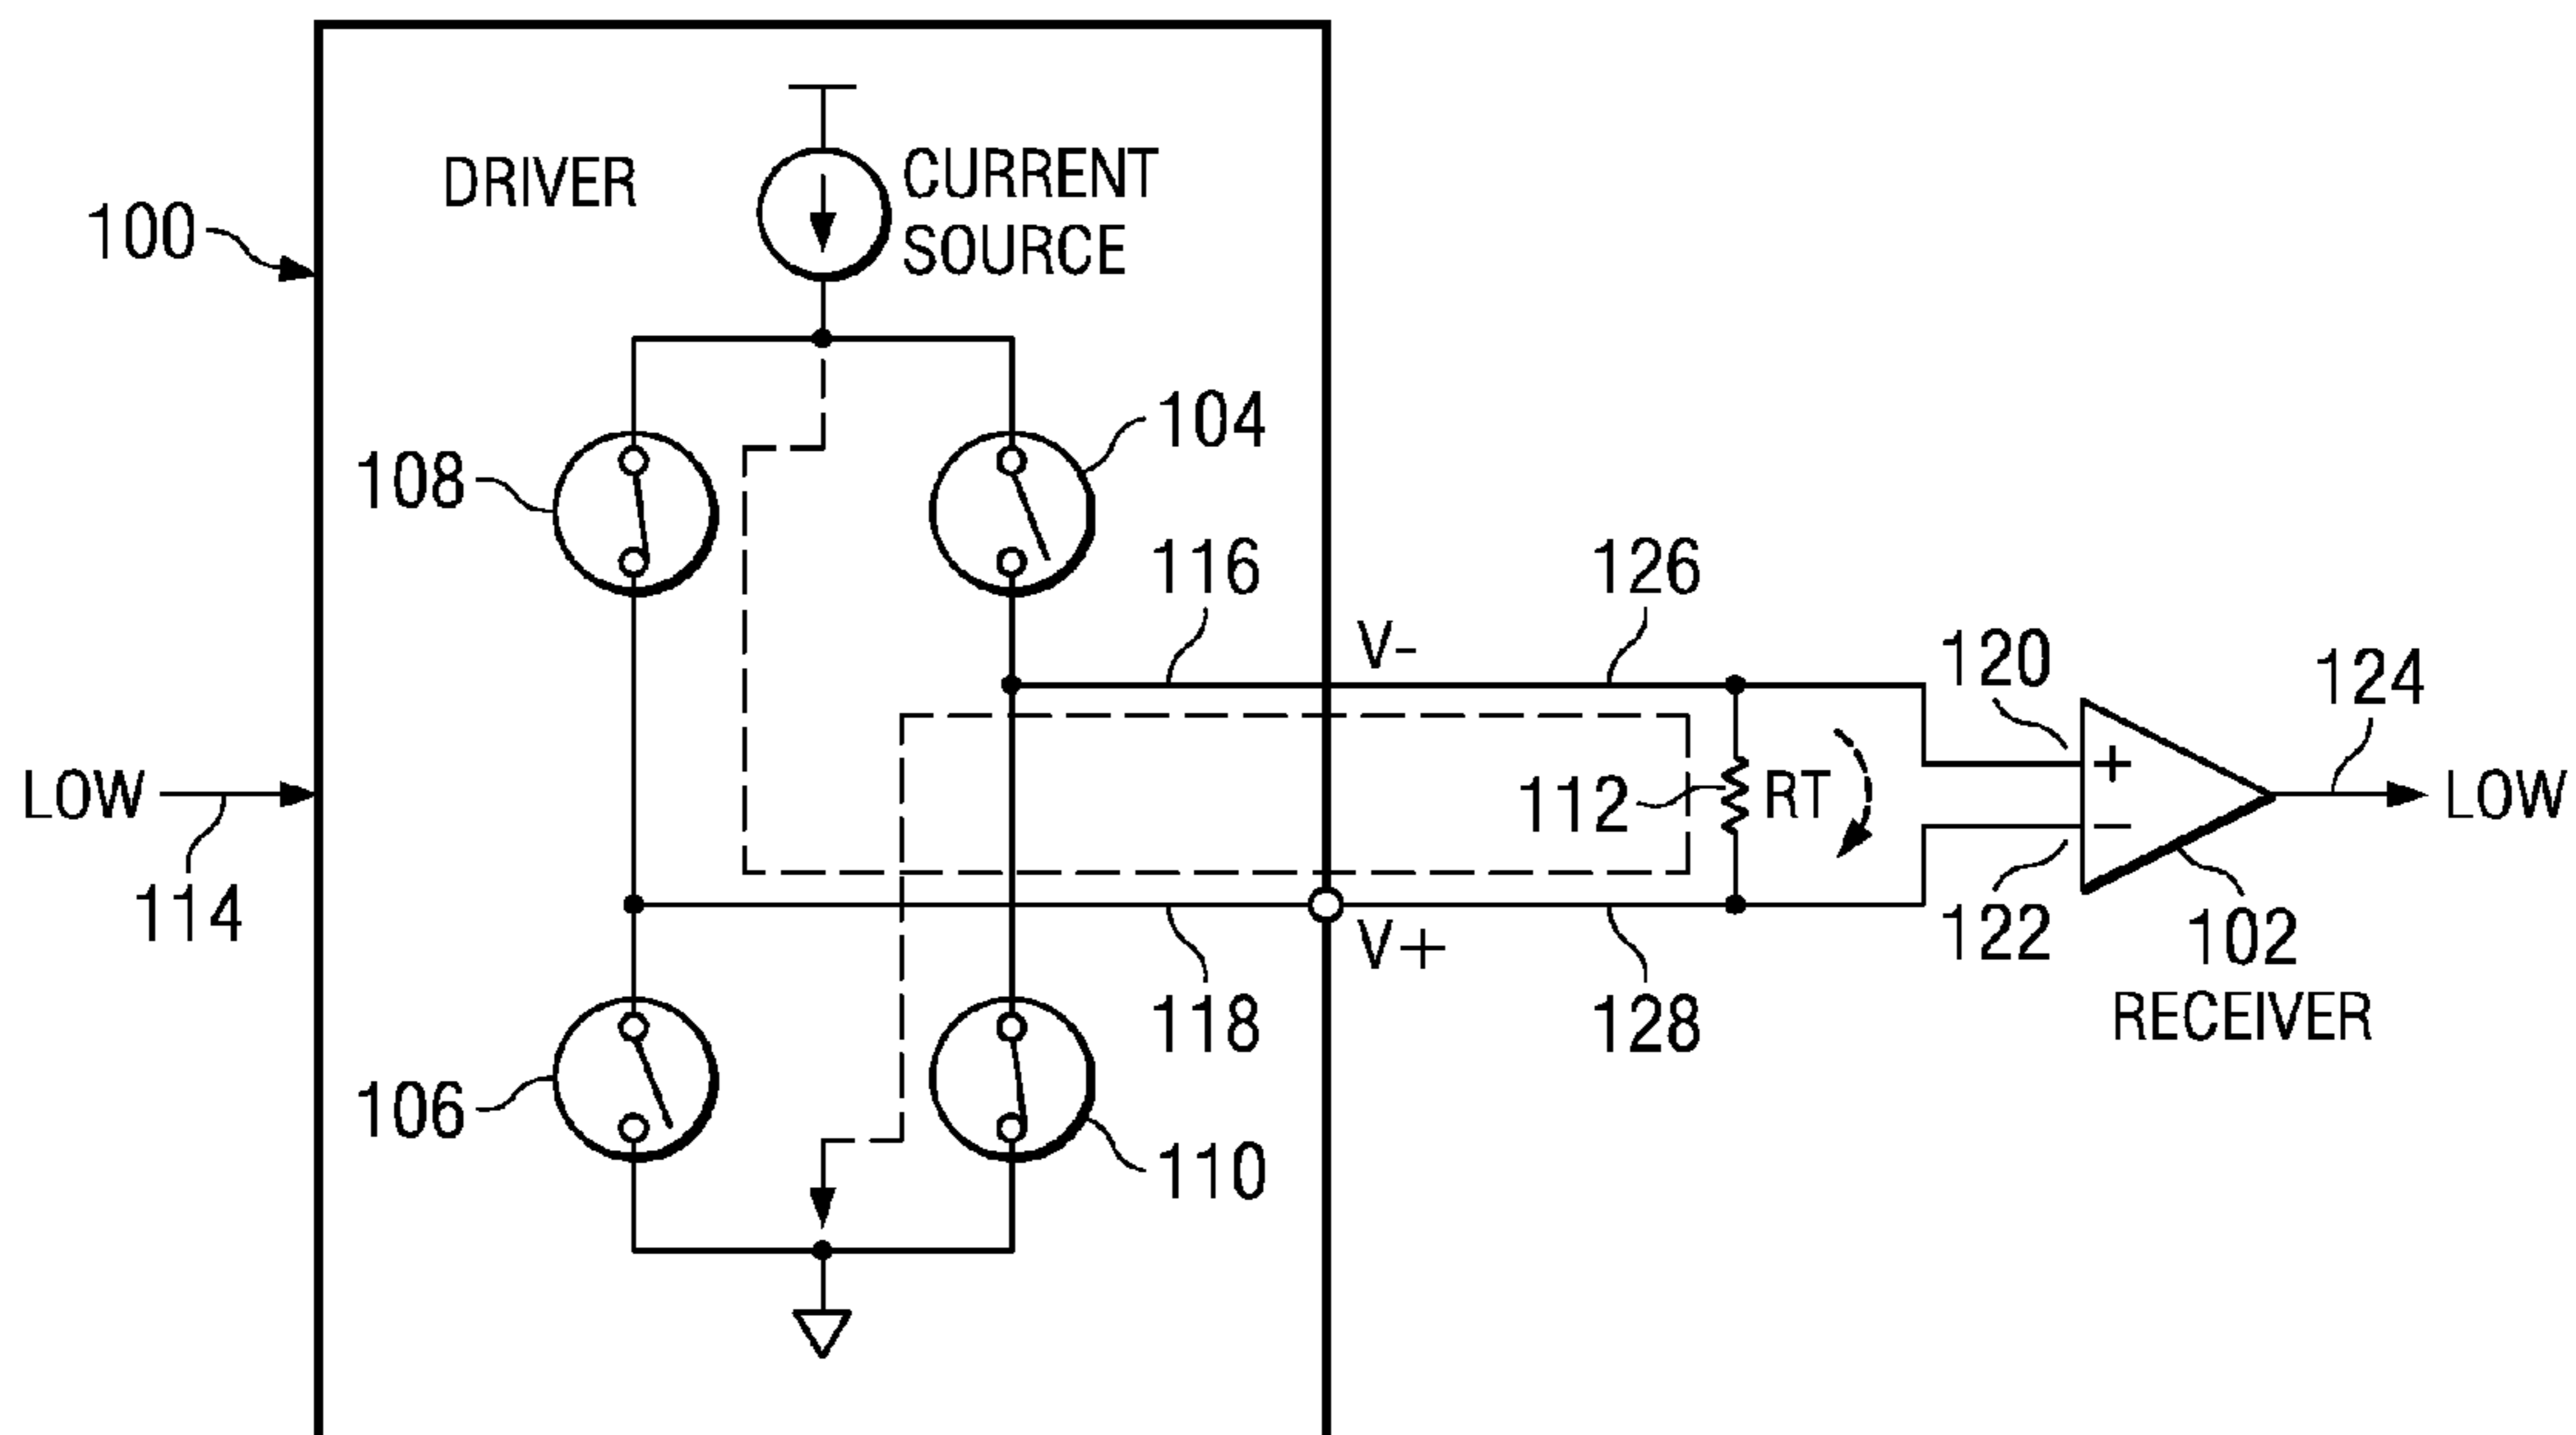 DRIVER
CURRENT
SOURCE
100
108
104
116
126
V-
120
124
LOW
114
112
RT
+
−
LOW
V+
118
128
122
102
RECEIVER
106
110